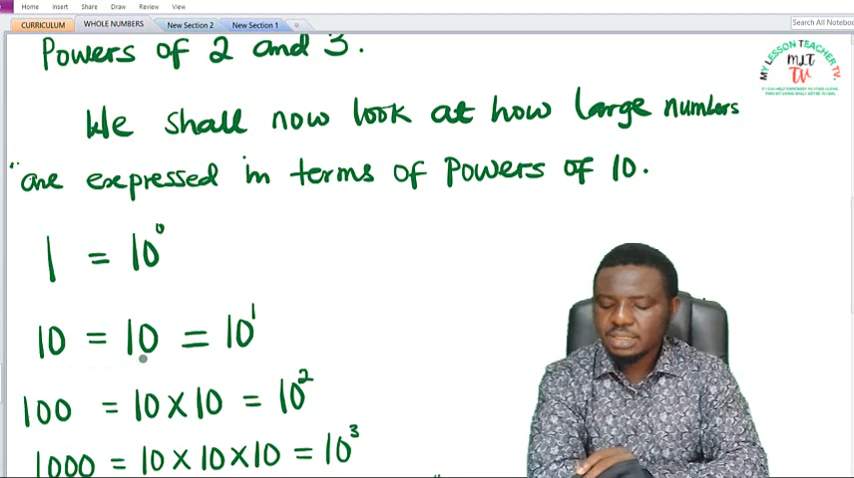 Home Insert Share Draw History Review View
CURRICULUM WHOLE NUMBERS New Section 2 New Section 1
Search All Noteboo
Powers of 2 and 3.
MY LESSON TEACHER TV.
M.L.T
TV
We shall now look at how large numbers
are expressed in terms of Powers of 10.
1 = 10⁰
10 = 10 = 10¹
100 = 10 × 10 = 10²
1000 = 10 × 10 × 10 = 10³